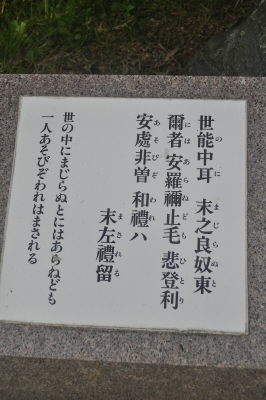 世能中耳　末之良奴東
爾者　安羅禰止毛　悲登利
安處非曽　和禮ハ
末左禮留
世の中にまじらぬとにはあらねども
一人あそびぞわれはまされる